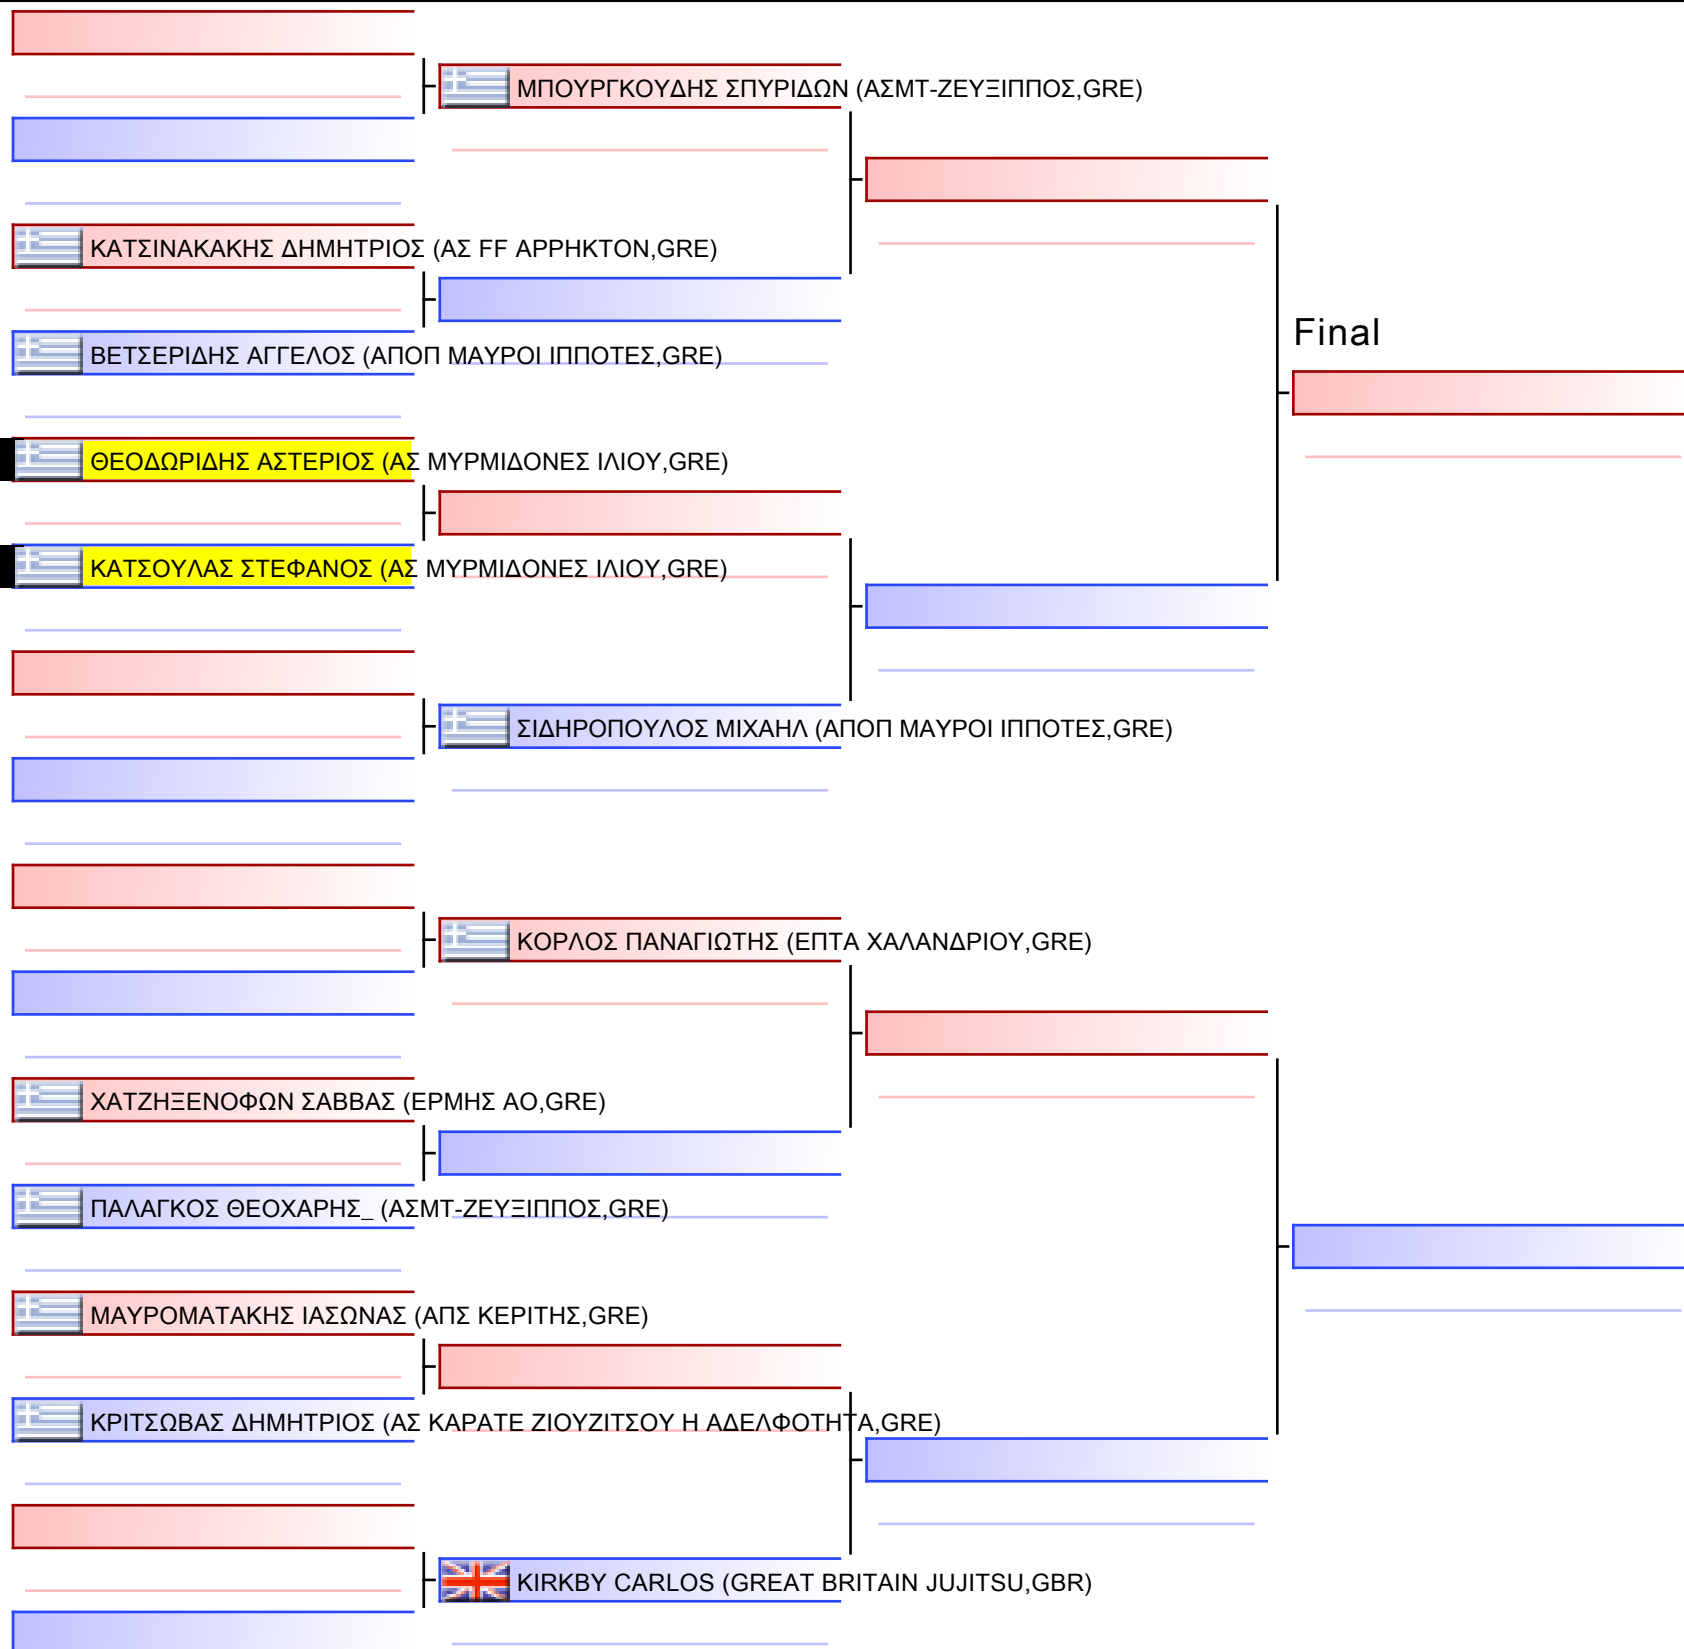 ΜΠΟΥΡΓΚΟΥΔΗΣ ΣΠΥΡΙΔΩΝ (ΑΣΜΤ-ΖΕΥΞΙΠΠΟΣ,GRE)
ΚΑΤΣΙΝΑΚΑΚΗΣ ΔΗΜΗΤΡΙΟΣ (ΑΣ FF ΑΡΡΗΚΤΟΝ,GRE)
Final
ΒΕΤΣΕΡΙΔΗΣ ΑΓΓΕΛΟΣ (ΑΠΟΠ ΜΑΥΡΟΙ ΙΠΠΟΤΕΣ,GRE)
ΘΕΟΔΩΡΙΔΗΣ ΑΣΤΕΡΙΟΣ (ΑΣ ΜΥΡΜΙΔΟΝΕΣ ΙΛΙΟΥ,GRE)
ΚΑΤΣΟΥΛΑΣ ΣΤΕΦΑΝΟΣ (ΑΣ ΜΥΡΜΙΔΟΝΕΣ ΙΛΙΟΥ,GRE)
ΣΙΔΗΡΟΠΟΥΛΟΣ ΜΙΧΑΗΛ (ΑΠΟΠ ΜΑΥΡΟΙ ΙΠΠΟΤΕΣ,GRE)
ΚΟΡΛΟΣ ΠΑΝΑΓΙΩΤΗΣ (ΕΠΤΑ ΧΑΛΑΝΔΡΙΟΥ,GRE)
ΧΑΤΖΗΞΕΝΟΦΩΝ ΣΑΒΒΑΣ (ΕΡΜΗΣ ΑΟ,GRE)
ΠΑΛΑΓΚΟΣ ΘΕΟΧΑΡΗΣ_ (ΑΣΜΤ-ΖΕΥΞΙΠΠΟΣ,GRE)
ΜΑΥΡΟΜΑΤΑΚΗΣ ΙΑΣΩΝΑΣ (ΑΠΣ ΚΕΡΙΤΗΣ,GRE)
ΚΡΙΤΣΩΒΑΣ ΔΗΜΗΤΡΙΟΣ (ΑΣ ΚΑΡΑΤΕ ΖΙΟΥΖΙΤΣΟΥ Η ΑΔΕΛΦΟΤΗΤΑ,GRE)
KIRKBY CARLOS (GREAT BRITAIN JUJITSU,GBR)